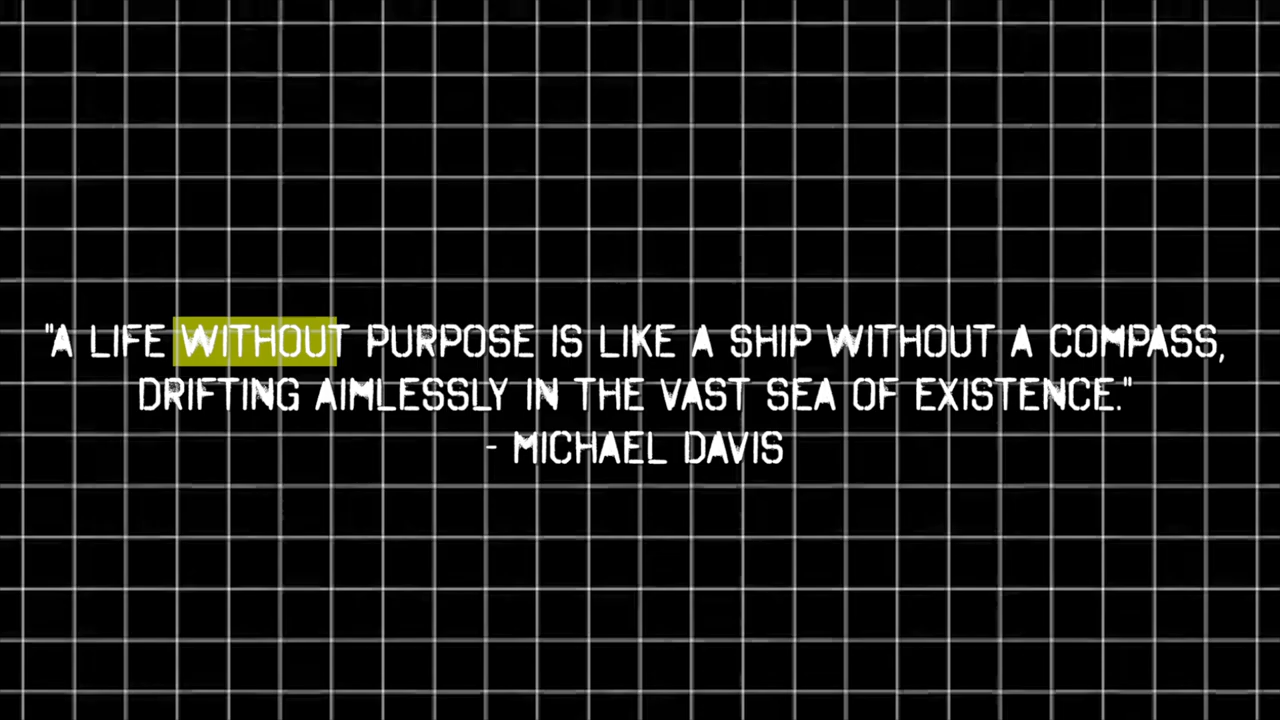 "A LIFE WITHOUT PURPOSE IS LIKE A SHIP WITHOUT A COMPASS,
DRIFTING AIMLESSLY IN THE VAST SEA OF EXISTENCE."
- MICHAEL DAVIS